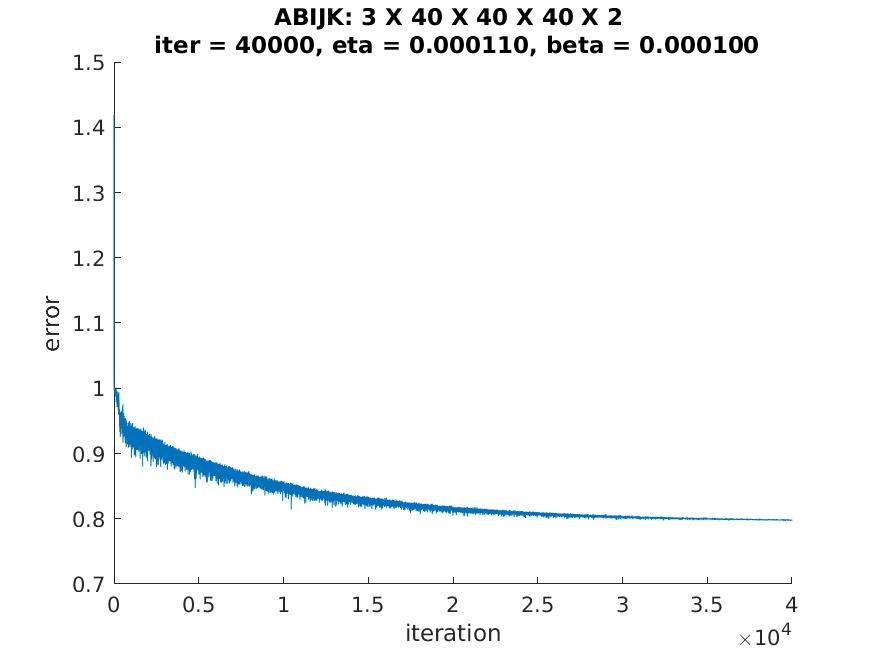 ABIJK: 3 X 40 X 40 X 40 X 2
iter = 40000, eta = 0.000110, beta = 0.000100
1.5
1.4
1.3
1.2
1.1
1
0.9
0.8
0.7
error
0 0.5 1 1.5 2 2.5 3 3.5 4
iteration
×10⁴